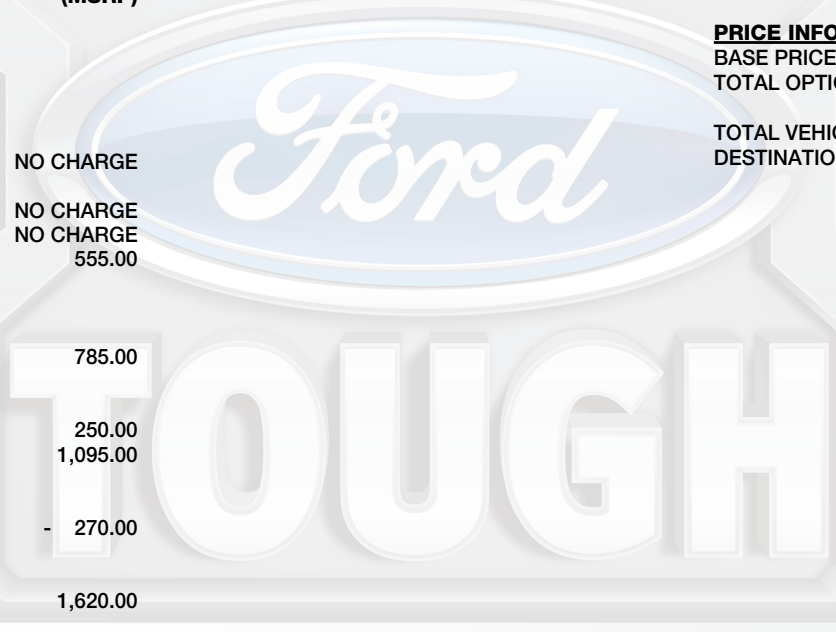 (MSRP)
NO CHARGE
NO CHARGE
NO CHARGE
555.00
785.00
250.00
1,095.00
- 270.00
1,620.00
PRICE INFO
BASE PRICE
TOTAL OPTIO
TOTAL VEHIC
DESTINATIO
Ford
TOUGH